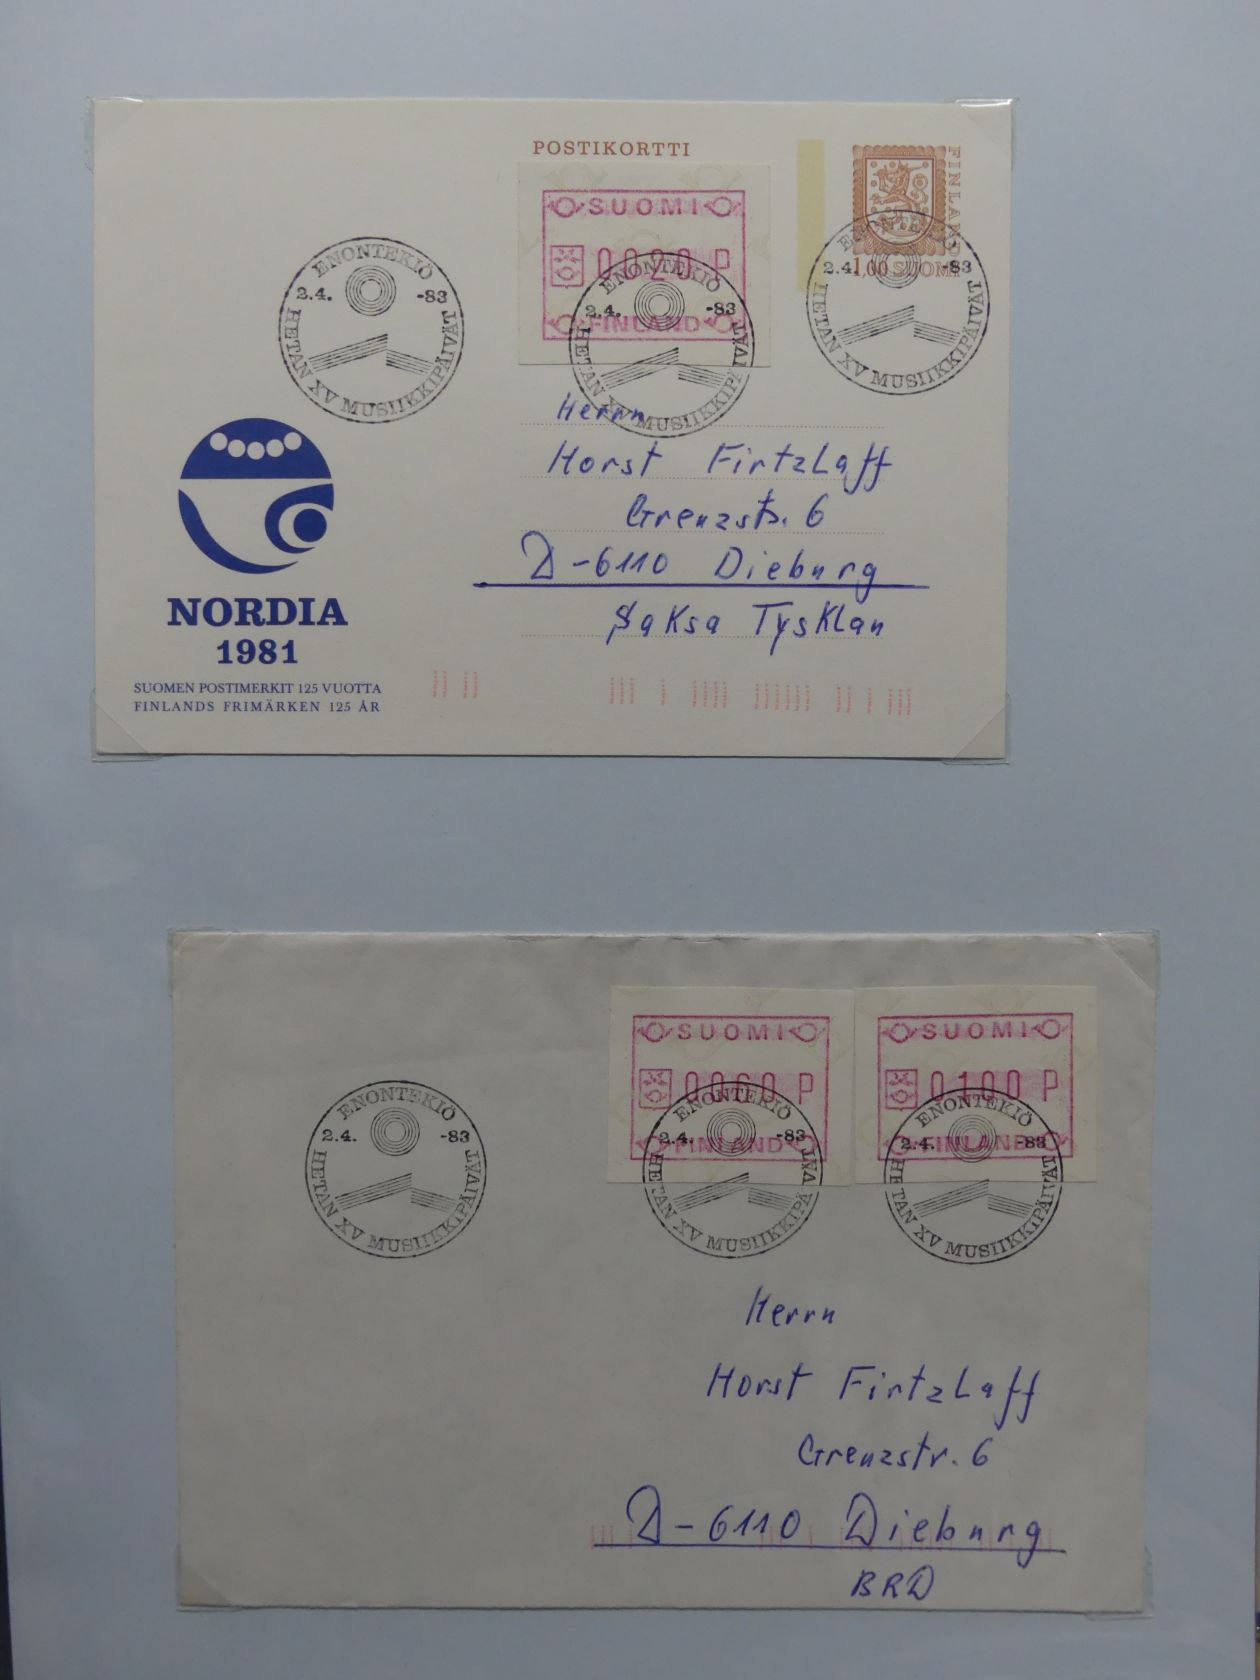 POSTIKORTTI
FINLAND
1,00 SUOMI
SUOMI
0020 P
FINLAND
ENONTEKIÖ
2.4. -83
HETAN XV MUSIIKKIPÄIVÄT
ENONTEKIÖ
2.4. -83
HETAN XV MUSIIKKIPÄIVÄT
ENONTEKIÖ
2.4. -83
HETAN XV MUSIIKKIPÄIVÄT
Herrn
Horst Firtzlaff
Grenzstr. 6
D-6110 Dieburg
Saksa Tysklan
NORDIA
1981
SUOMEN POSTIMERKIT 125 VUOTTA
FINLANDS FRIMÄRKEN 125 ÅR
SUOMI
0060 P
FINLAND
SUOMI
0100 P
FINLAND
ENONTEKIÖ
2.4. -83
HETAN XV MUSIIKKIPÄIVÄT
ENONTEKIÖ
2.4. -83
HETAN XV MUSIIKKIPÄIVÄT
ENONTEKIÖ
2.4. -83
HETAN XV MUSIIKKIPÄIVÄT
Herrn
Horst Firtzlaff
Grenzstr. 6
D-6110 Dieburg
BRD